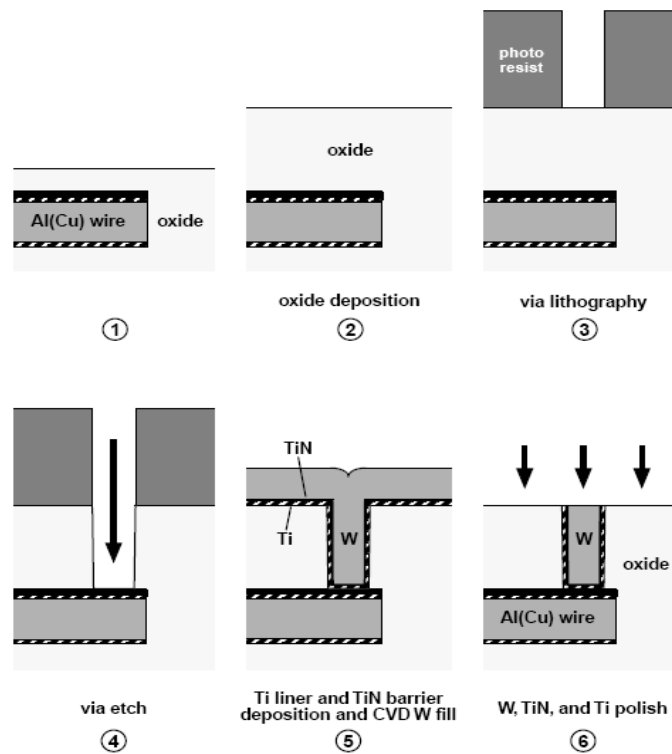 photo
resist
oxide
Al(Cu) wire
oxide
oxide deposition
via lithography
1
2
3
TiN
Ti
W
W
oxide
Al(Cu) wire
via etch
Ti liner and TiN barrier
deposition and CVD W fill
W, TiN, and Ti polish
4
5
6